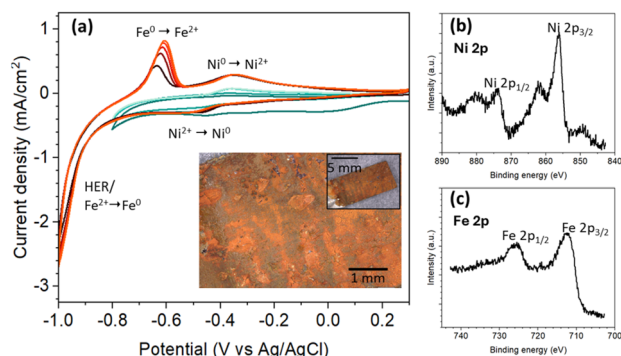 (a)
Fe⁰ → Fe²⁺
Ni⁰ → Ni²⁺
Ni²⁺ → Ni⁰
HER/
Fe²⁺→Fe⁰
5 mm
1 mm
Current density (mA/cm²)
1
0
-1
-2
-3
-1.0
-0.8
-0.6
-0.4
-0.2
0.0
0.2
Potential (V vs Ag/AgCl)
(b)
Ni 2p
Ni 2p3/2
Ni 2p1/2
Intensity (a.u.)
890
880
870
860
850
840
Binding energy (eV)
(c)
Fe 2p
Fe 2p3/2
Fe 2p1/2
Intensity (a.u.)
740
730
720
710
700
Binding energy (eV)